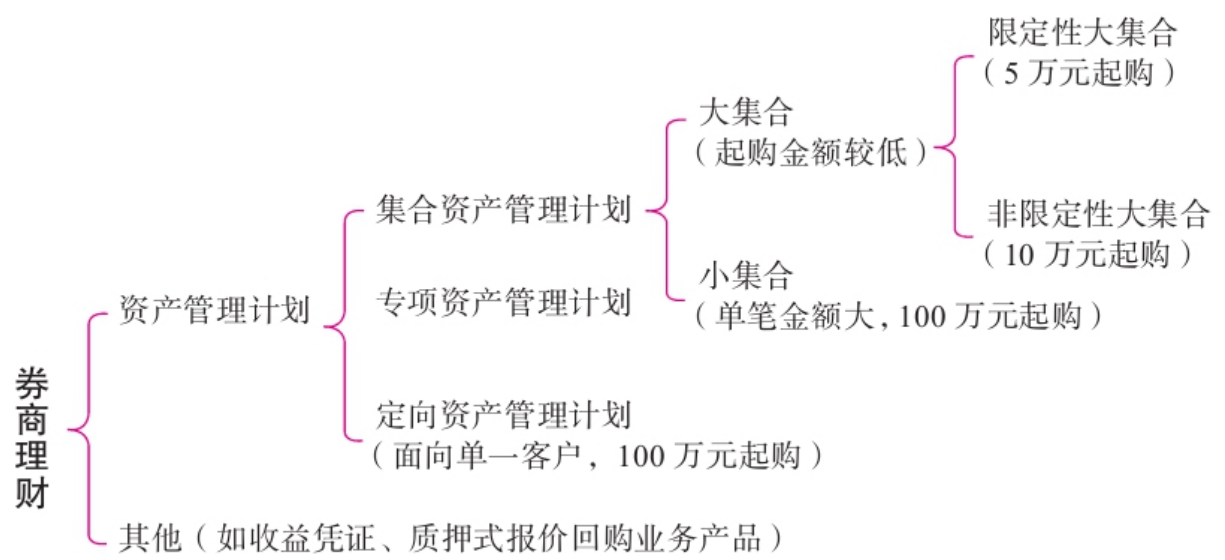 券商理财
资产管理计划
集合资产管理计划
大集合
（起购金额较低）
限定性大集合
（5 万元起购）
非限定性大集合
（10 万元起购）
小集合
（单笔金额大，100 万元起购）
专项资产管理计划
定向资产管理计划
（面向单一客户，100 万元起购）
其他（如收益凭证、质押式报价回购业务产品）